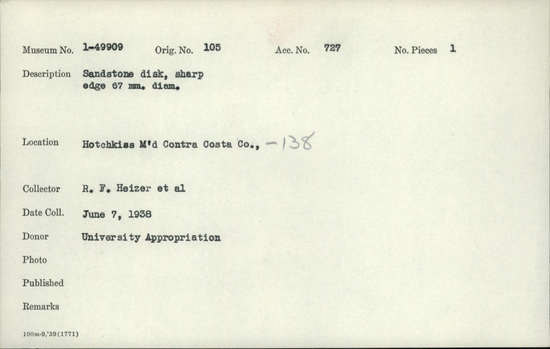 Museum No. 1-49909 Orig. No. 105 Acc. No. 727 No. Pieces 1
Description Sandstone disk, sharp
edge 67 mm. diam.
Location Hotchkiss M'd Contra Costa Co., -138
Collector R. F. Heizer et al
Date Coll. June 7, 1938
Donor University Appropriation
Photo
Published
Remarks
100m-9,'39(1771)